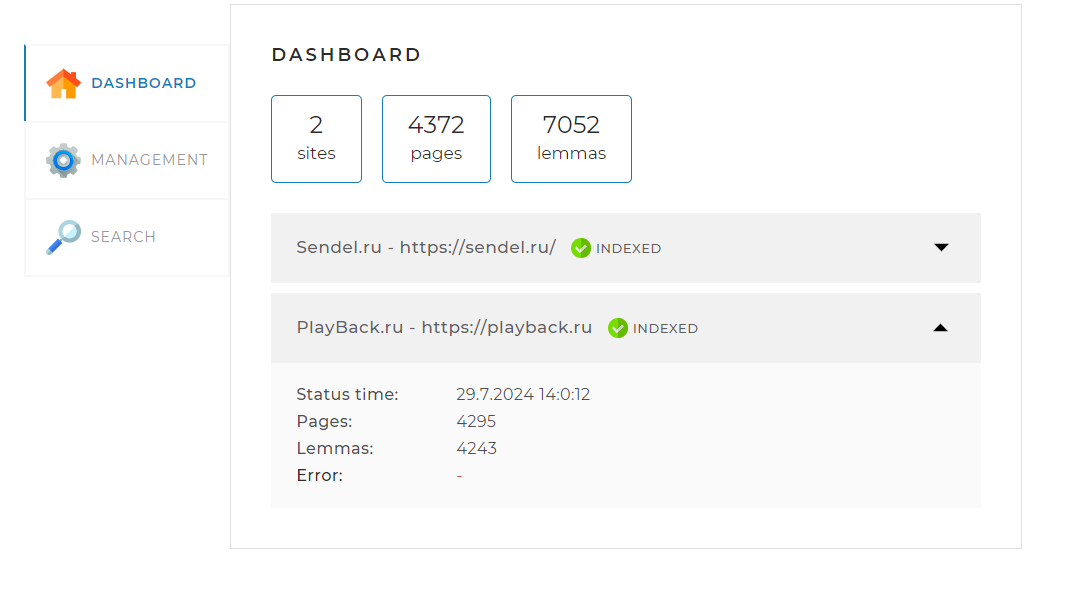 DASHBOARD
MANAGEMENT
SEARCH
DASHBOARD
2
sites
4372
pages
7052
lemmas
Sendel.ru - https://sendel.ru/ INDEXED
PlayBack.ru - https://playback.ru INDEXED
Status time: 29.7.2024 14:0:12
Pages: 4295
Lemmas: 4243
Error: -